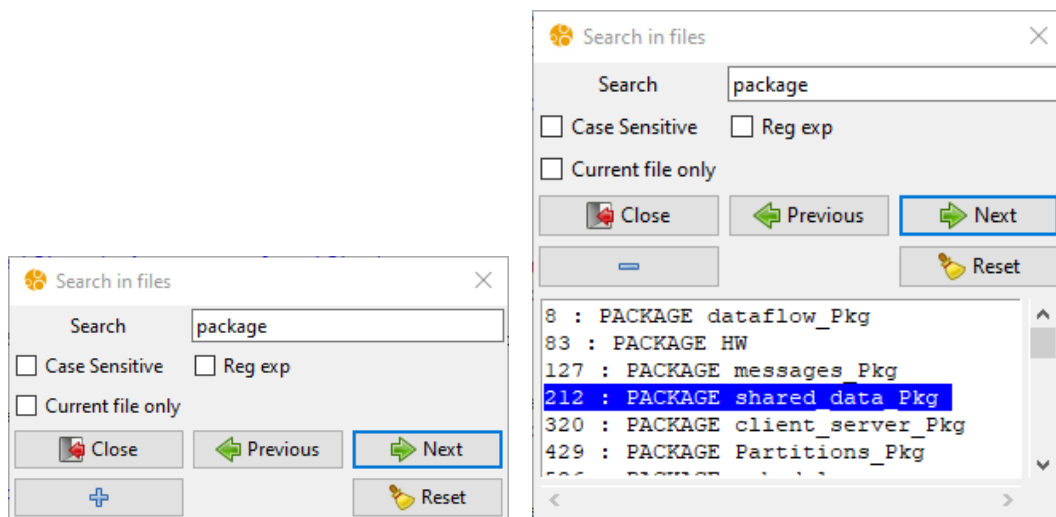 Search in files
Search package
Case Sensitive Reg exp
Current file only
Close Previous Next
Reset
Search in files
Search package
Case Sensitive Reg exp
Current file only
Close Previous Next
Reset
8 : PACKAGE dataflow_Pkg
83 : PACKAGE HW
127 : PACKAGE messages_Pkg
212 : PACKAGE shared_data_Pkg
320 : PACKAGE client_server_Pkg
429 : PACKAGE Partitions_Pkg